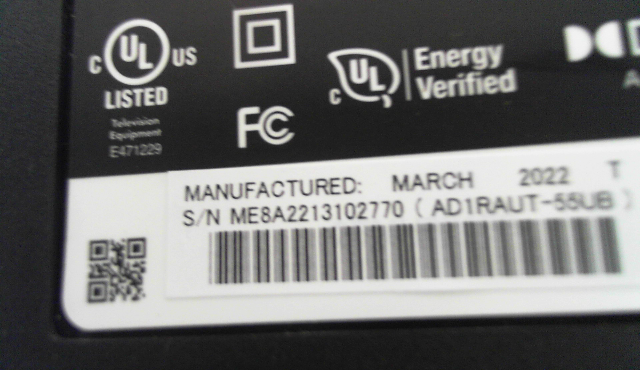 C UL US
LISTED
Television
Equipment
E471229
FC
C UL
Energy
Verified
MANUFACTURED: MARCH 2022 T
S/N ME8A2213102770 ( AD1RAUT-55UB )